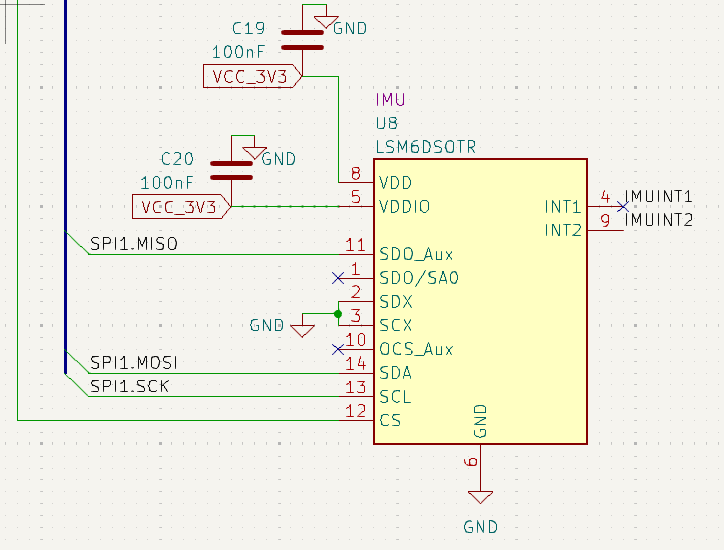 C19
GND
100nF
VCC_3V3
IMU
U8
LSM6DSOTR
C20
GND
100nF
VCC_3V3
8 VDD
5 VDDIO
INT1 4 IMUINT1
INT2 9 IMUINT2
SPI1.MISO
11 SDO_Aux
1 SDO/SA0
2 SDX
GND
3 SCX
10 OCS_Aux
SPI1.MOSI
14 SDA
SPI1.SCK
13 SCL
12 CS
GND
6
GND